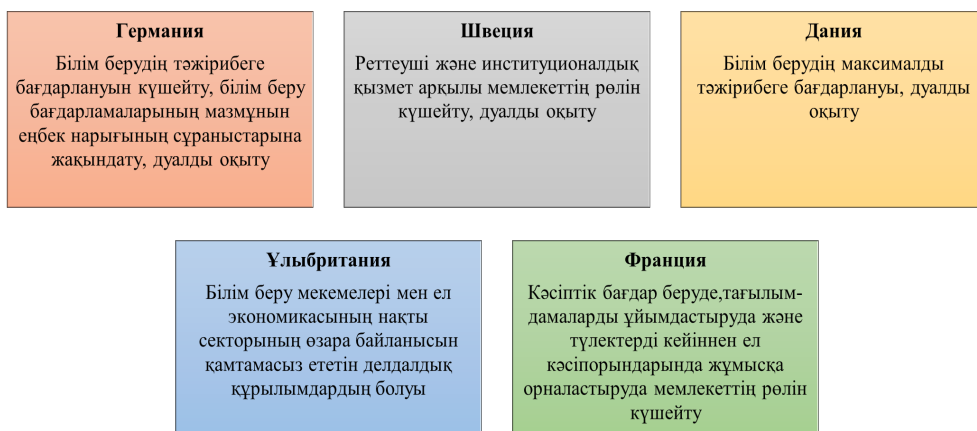 Германия
Білім берудің тәжірибеге
бағдарлануын күшейту, білім беру
бағдарламаларының мазмұнын
еңбек нарығының сұраныстарына
жақындату, дуалды оқыту
Швеция
Реттеуші және институционалдық
қызмет арқылы мемлекеттің рөлін
күшейту, дуалды оқыту
Дания
Білім берудің максималды
тәжірибеге бағдарлануы, дуалды
оқыту
Ұлыбритания
Білім беру мекемелері мен ел
экономикасының нақты
секторының өзара байланысын
қамтамасыз ететін делдалдық
құрылымдардың болуы
Франция
Кәсіптік бағдар беруде,тағылым-
дамаларды ұйымдастыруда және
түлектерді кейіннен ел
кәсіпорындарында жұмысқа
орналастыруда мемлекеттің рөлін
күшейту